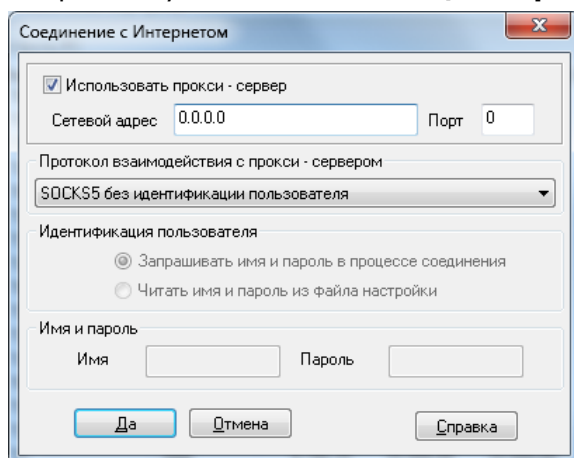 Соединение с Интернетом
Использовать прокси - сервер
Сетевой адрес 0.0.0.0 Порт 0
Протокол взаимодействия с прокси - сервером
SOCKS5 без идентификации пользователя
Идентификация пользователя
Запрашивать имя и пароль в процессе соединения
Читать имя и пароль из файла настройки
Имя и пароль
Имя Пароль
Да Отмена Справка